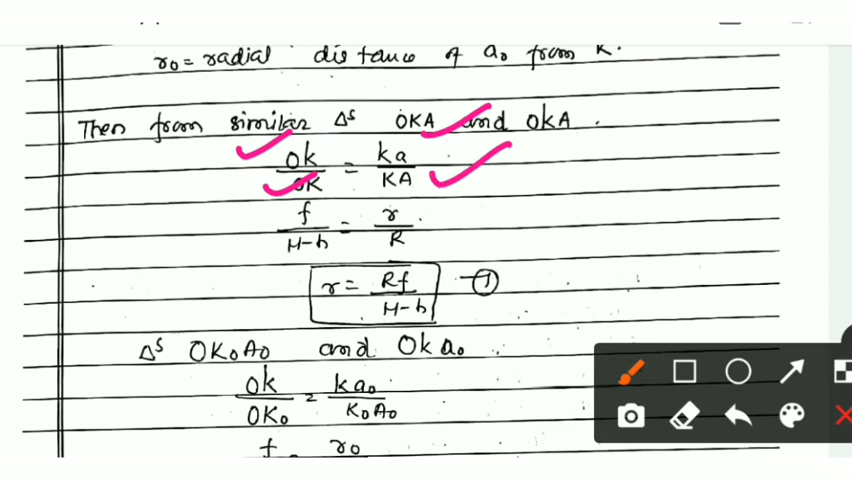 r₀ = radial distance of a₀ from k.
Then from similar Δˢ OKA and OkA.
Ok/OK = ka/KA
f/H-h = r/R
r = Rf/H-h —①
Δˢ OK₀A₀ and Oka₀
Ok/OK₀ = ka₀/K₀A₀
f r₀